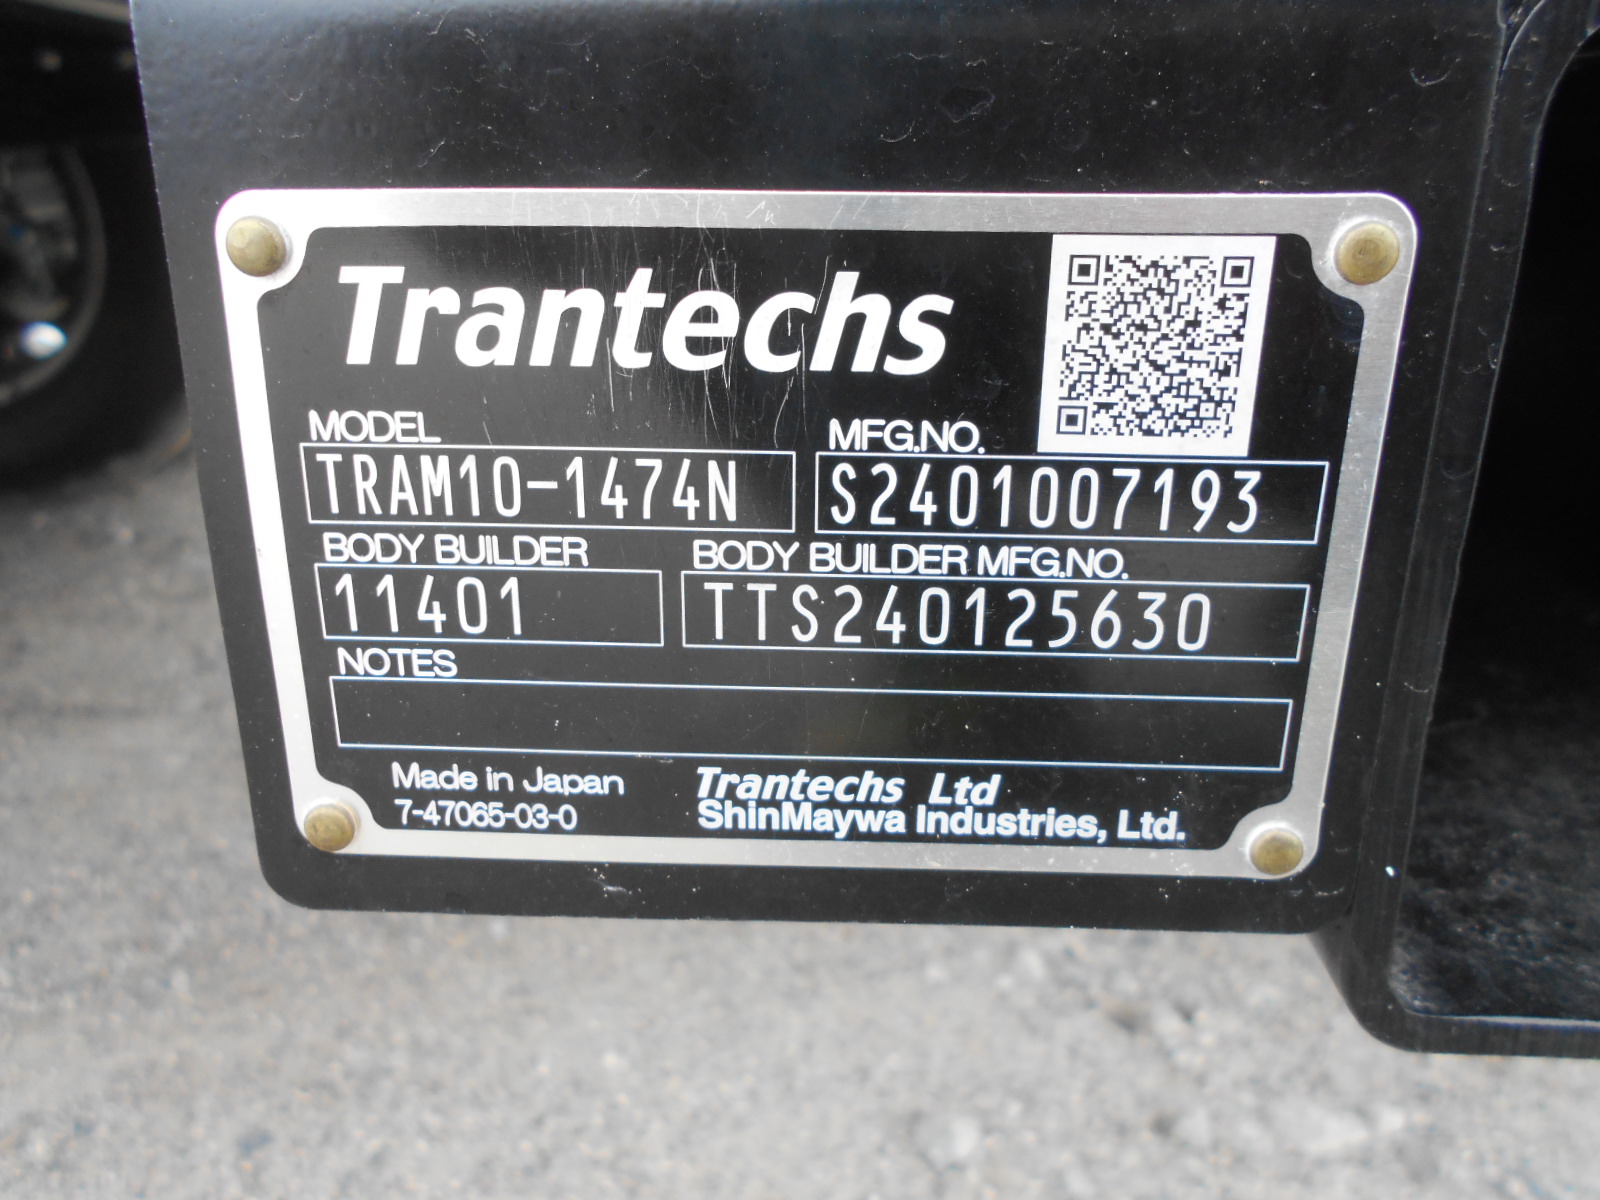 Trantechs
MODEL MFG.NO.
TRAM10-1474N S2401007193
BODY BUILDER BODY BUILDER MFG.NO.
11401 TTS240125630
NOTES
Made in Japan Trantechs Ltd
7-47065-03-0 ShinMaywa Industries, Ltd.